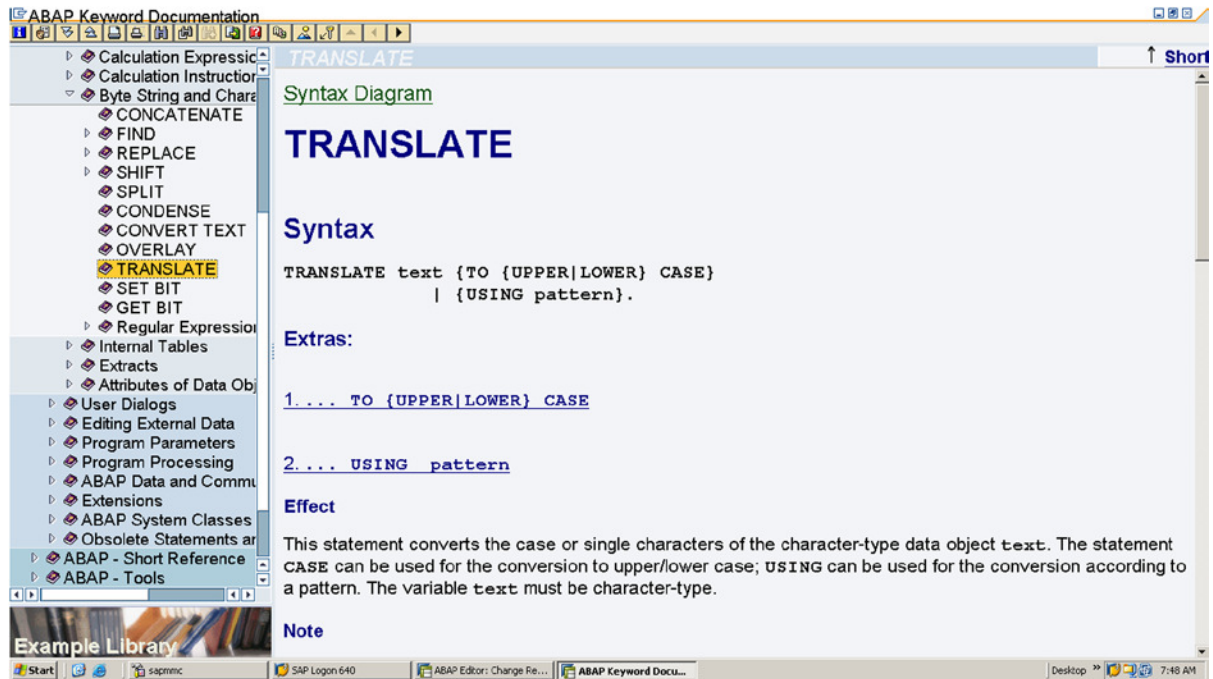 ABAP Keyword Documentation
Calculation Expressic
Calculation Instruction
Byte String and Chara
CONCATENATE
FIND
REPLACE
SHIFT
SPLIT
CONDENSE
CONVERT TEXT
OVERLAY
TRANSLATE
SET BIT
GET BIT
Regular Expression
Internal Tables
Extracts
Attributes of Data Obj
User Dialogs
Editing External Data
Program Parameters
Program Processing
ABAP Data and Commu
Extensions
ABAP System Classes
Obsolete Statements ar
ABAP - Short Reference
ABAP - Tools
Example Library
TRANSLATE
↑ Short
Syntax Diagram
TRANSLATE
Syntax
TRANSLATE text {TO {UPPER|LOWER} CASE}
| {USING pattern}.
Extras:
1. ... TO {UPPER|LOWER} CASE
2. ... USING pattern
Effect
This statement converts the case or single characters of the character-type data object text. The statement
CASE can be used for the conversion to upper/lower case; USING can be used for the conversion according to
a pattern. The variable text must be character-type.
Note
Start
sapmmc
SAP Logon 640
ABAP Editor: Change Re...
ABAP Keyword Docu...
Desktop »
7:48 AM